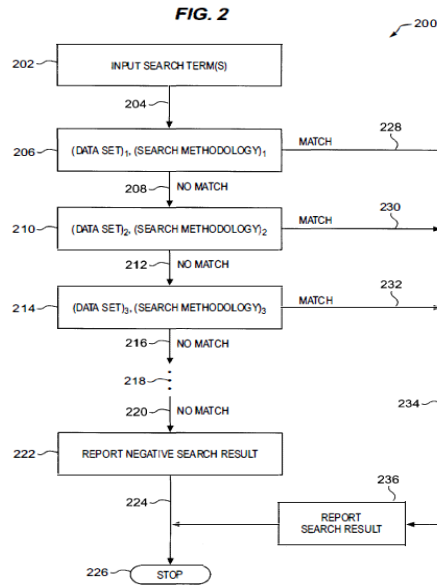 FIG. 2
200
202
INPUT SEARCH TERM(S)
204
206
(DATA SET)1, (SEARCH METHODOLOGY)1
MATCH
228
208
NO MATCH
210
(DATA SET)2, (SEARCH METHODOLOGY)2
MATCH
230
212
NO MATCH
214
(DATA SET)3, (SEARCH METHODOLOGY)3
MATCH
232
216
NO MATCH
218
220
NO MATCH
234
222
REPORT NEGATIVE SEARCH RESULT
224
236
REPORT
SEARCH RESULT
226
STOP